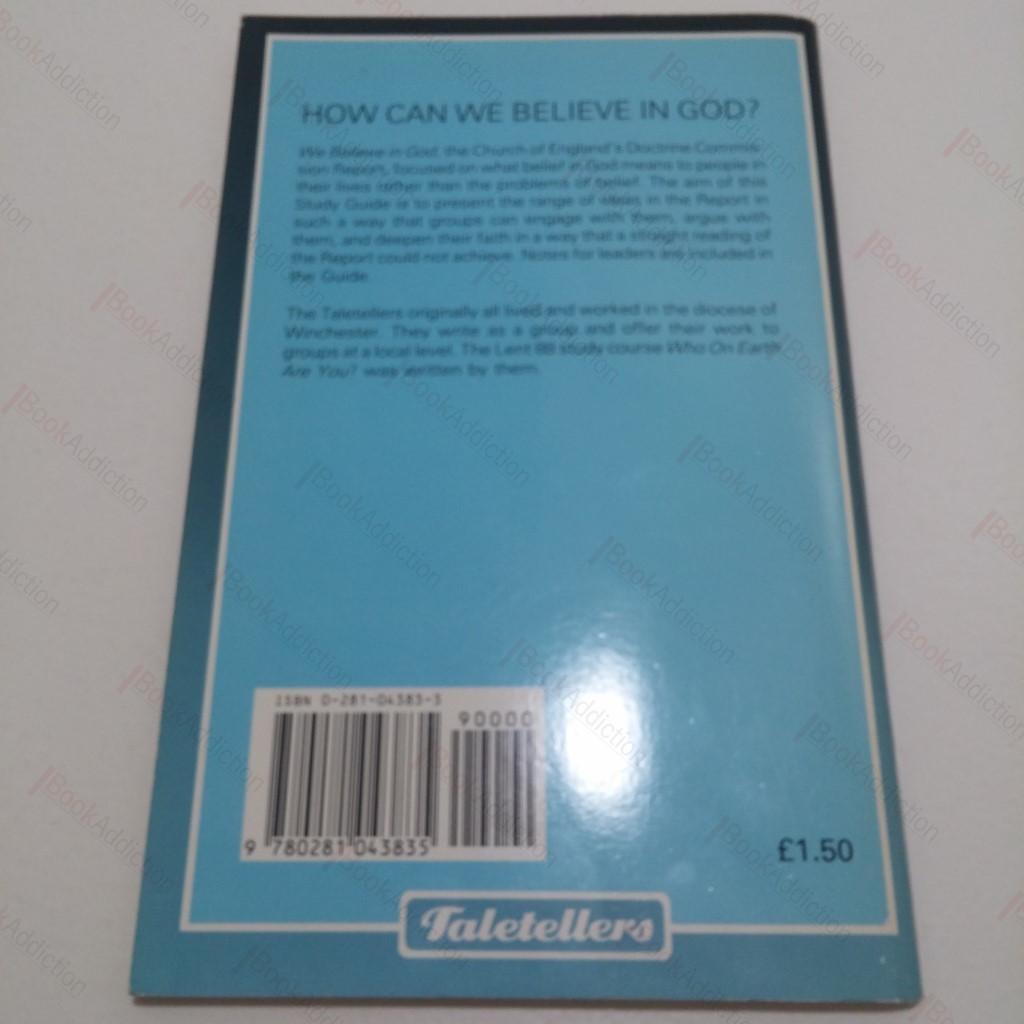 HOW CAN WE BELIEVE IN GOD?
We Believe in God, the Church of England's Doctrine Commis-
sion Report, focused on what belief in God means to people in
their lives rather than the problems of belief. The aim of this
Study Guide is to present the range of ideas in the Report in
such a way that groups can engage with them, argue with
them, and deepen their faith in a way that a straight reading of
the Report could not achieve. Notes for leaders are included in
the Guide.
The Taletellers originally all lived and worked in the diocese of
Winchester. They write as a group and offer their work to
groups at a local level. The Lent 88 study course Who On Earth
Are You? was written by them.
ISBN 0-281-04383-3
90000
9 780281 043835
£1.50
Taletellers
BookAddiction